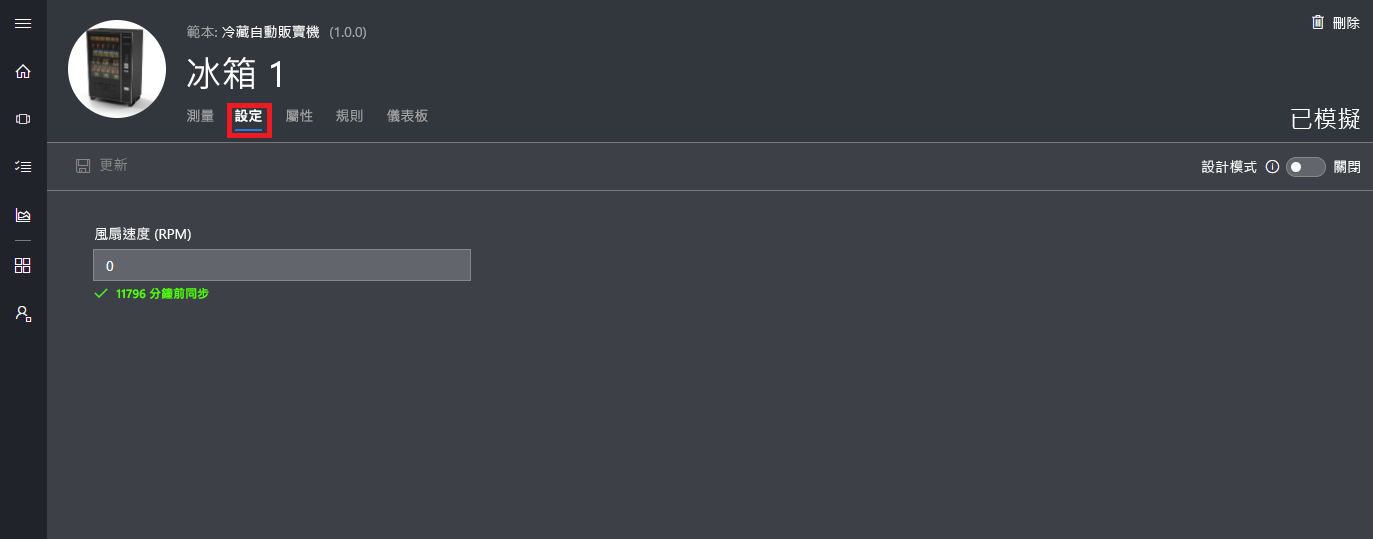 範本: 冷藏自動販賣機 (1.0.0)
刪除
冰箱 1
測量 設定 屬性 規則 儀表板
已模擬
更新
設計模式 關閉
風扇速度 (RPM)
0
11796 分鐘前同步